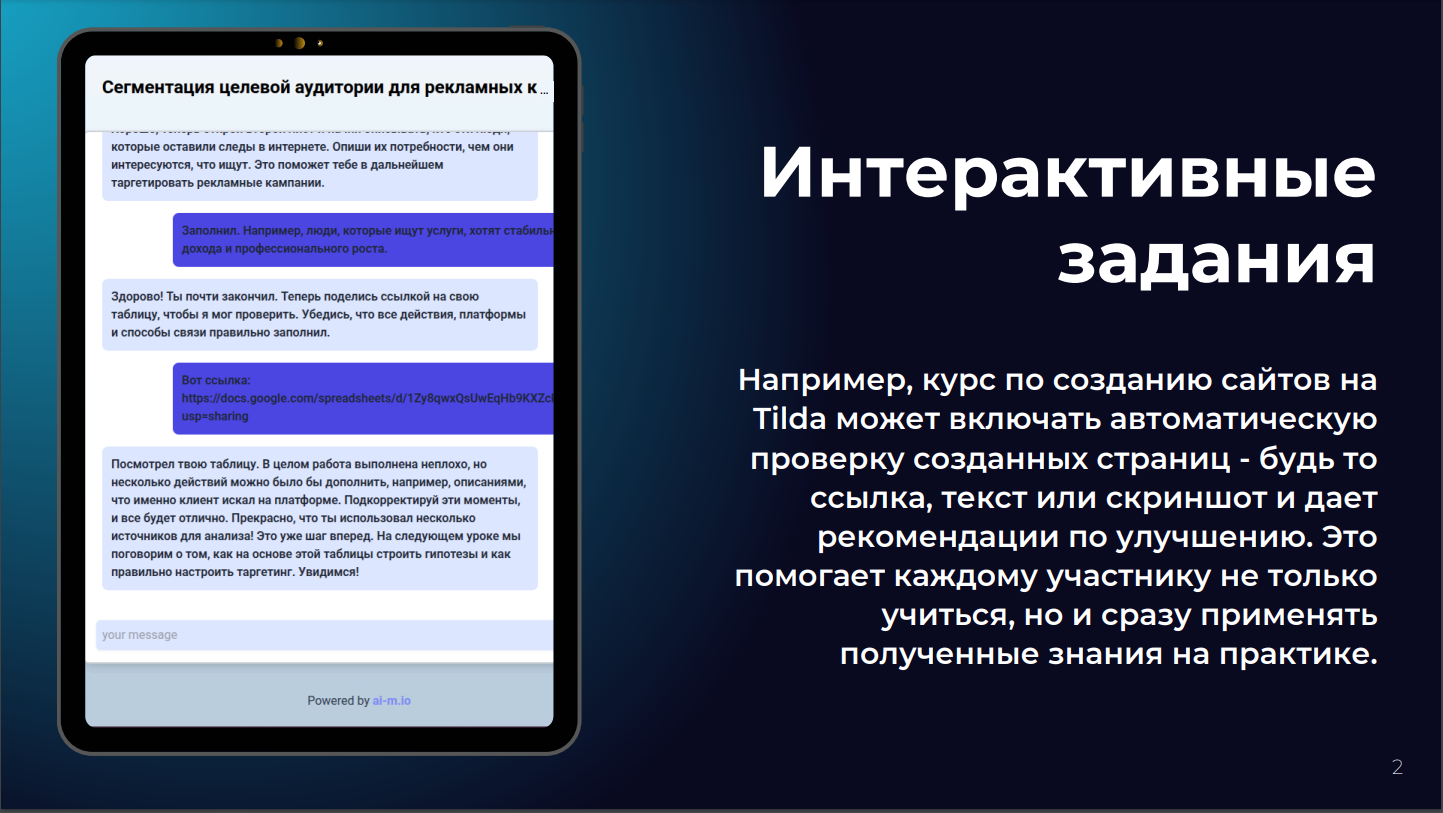 Сегментация целевой аудитории для рекламных к ...
которые оставили следы в интернете. Опиши их потребности, чем они
интересуются, что ищут. Это поможет тебе в дальнейшем
таргетировать рекламные кампании.
Заполнил. Например, люди, которые ищут услуги, хотят
дохода и профессионального роста.
Здорово! Ты почти закончил. Теперь поделись ссылкой на свою
таблицу, чтобы я мог проверить. Убедись, что все действия, платформы
и способы связи правильно заполнил.
Вот ссылка:
https://docs.google.com/spreadsheets/d/1Zy8qwxQsUwEqHb9KXZcl
usp=sharing
Посмотрел твою таблицу. В целом работа выполнена неплохо, но
несколько действий можно было бы дополнить, например, описаниями,
что именно клиент искал на платформе. Подкорректируй эти моменты,
и все будет отлично. Прекрасно, что ты использовал несколько
источников для анализа! Это уже шаг вперед. На следующем уроке мы
поговорим о том, как на основе этой таблицы строить гипотезы и как
правильно настроить таргетинг. Увидимся!
your message
Powered by ai-m.io
Интерактивные
задания
Например, курс по созданию сайтов на
Tilda может включать автоматическую
проверку созданных страниц - будь то
ссылка, текст или скриншот и дает
рекомендации по улучшению. Это
помогает каждому участнику не только
учиться, но и сразу применять
полученные знания на практике.
2